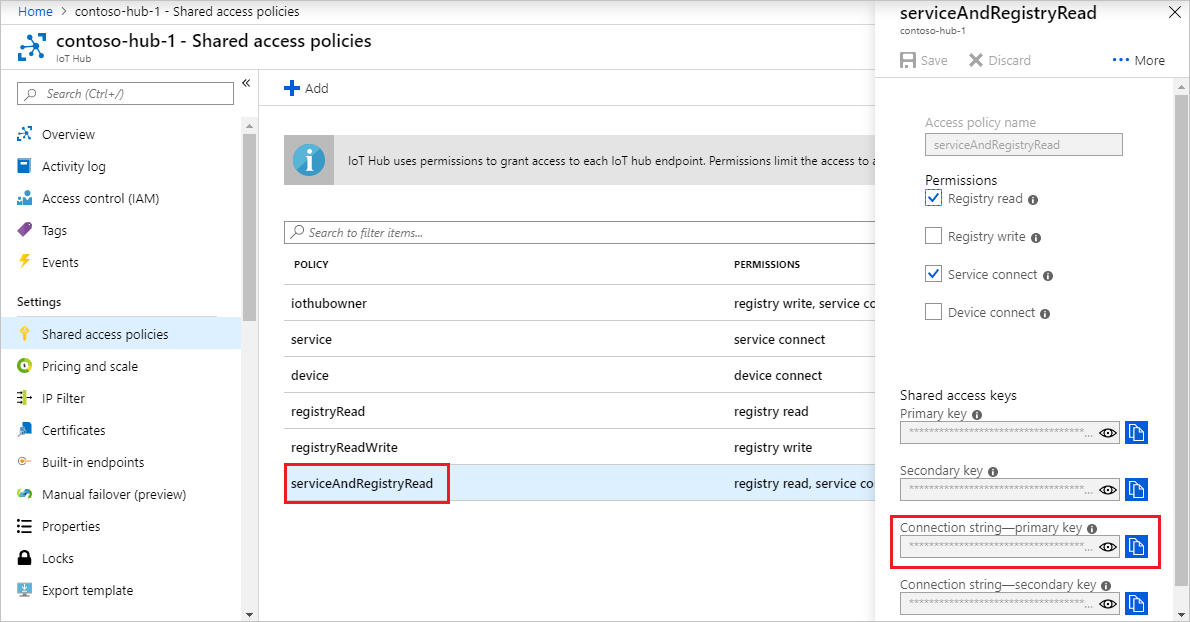 Home > contoso-hub-1 - Shared access policies
contoso-hub-1 - Shared access policies
IoT Hub
Search (Ctrl+/)
«
Overview
Activity log
Access control (IAM)
Tags
Events
Settings
Shared access policies
Pricing and scale
IP Filter
Certificates
Built-in endpoints
Manual failover (preview)
Properties
Locks
Export template
Add
IoT Hub uses permissions to grant access to each IoT hub endpoint. Permissions limit the access to a
Search to filter items...
POLICY PERMISSIONS
iothubowner registry write, service co
service service connect
device device connect
registryRead registry read
registryReadWrite registry write
serviceAndRegistryRead registry read, service co
serviceAndRegistryRead
contoso-hub-1
Save Discard ... More
Access policy name
serviceAndRegistryRead
Permissions
Registry read
Registry write
Service connect
Device connect
Shared access keys
Primary key
***********************************...
Secondary key
***********************************...
Connection string—primary key
***********************************...
Connection string—secondary key
***********************************...